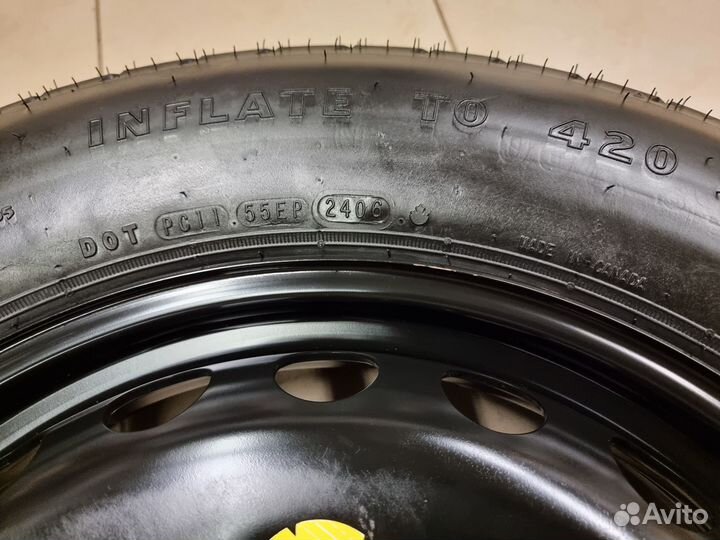 INFLATE TO 420
DOT PC11 55EP 2406
MADE IN CANADA
Avito